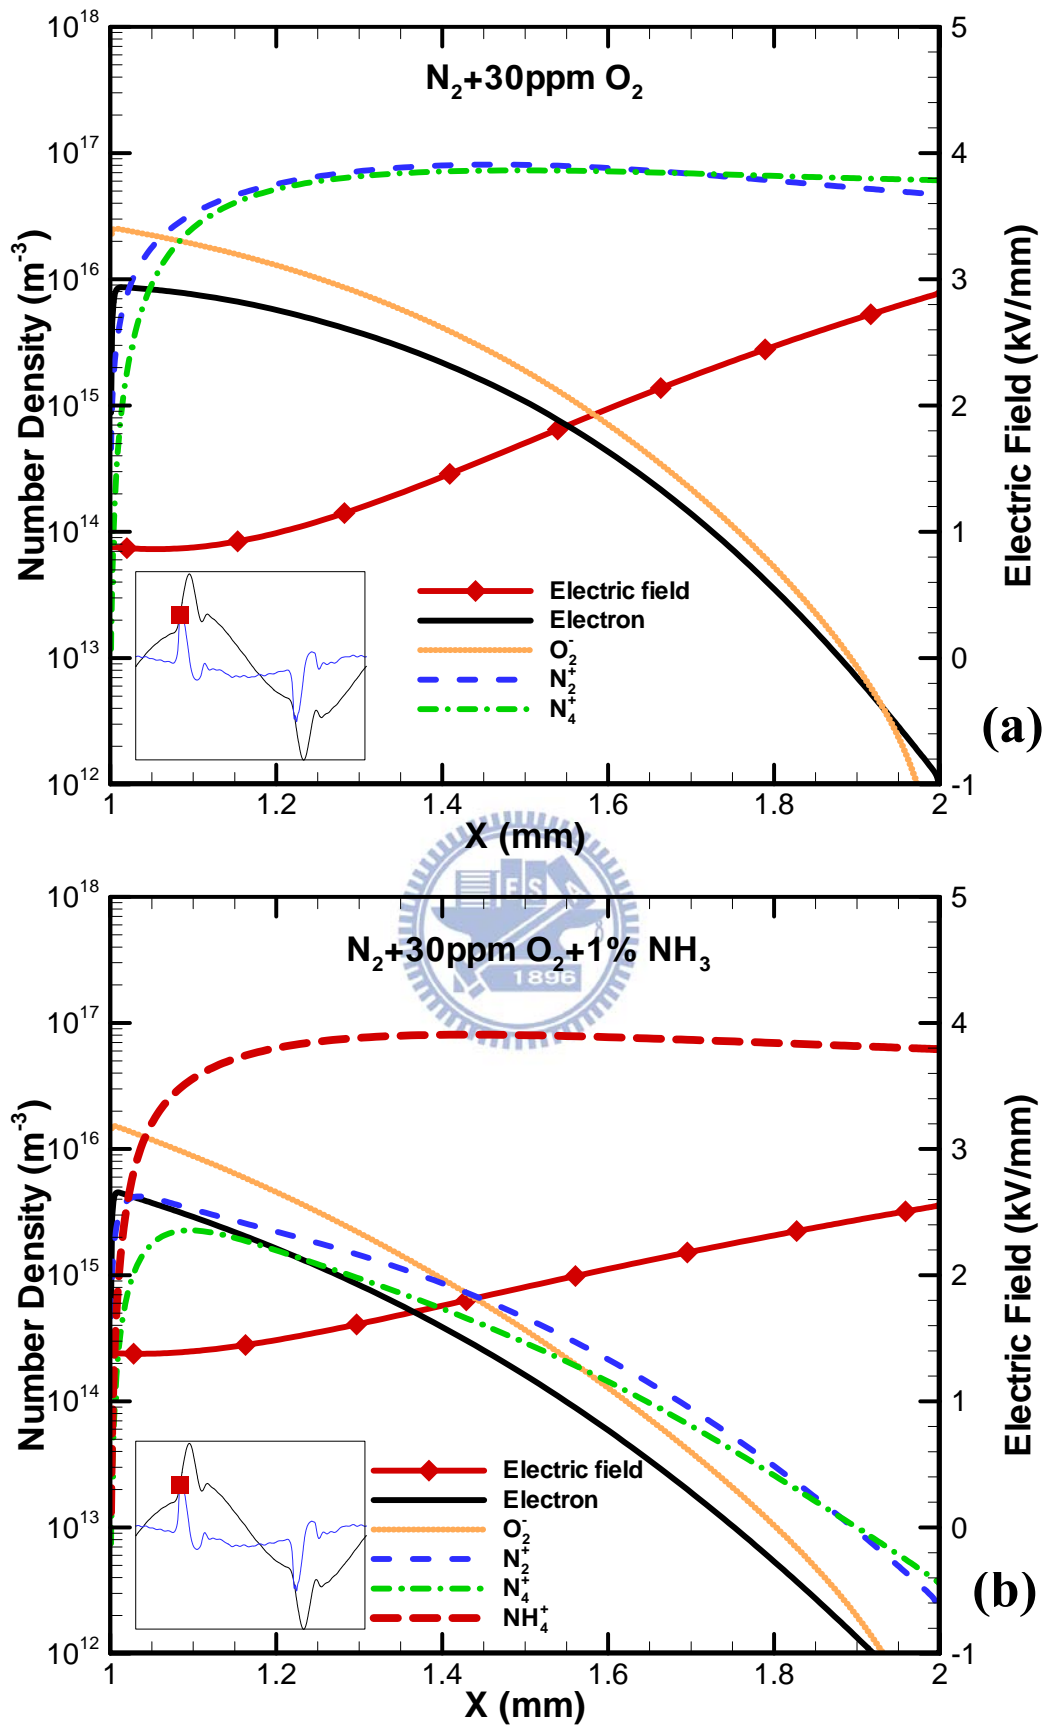 10^18
10^17
10^16
10^15
10^14
10^13
10^12
Number Density (m^-3)
N2+30ppm O2
5
4
3
2
1
0
-1
Electric Field (kV/mm)
Electric field
Electron
O2^-
N2^+
N4^+
(a)
1 1.2 1.4 1.6 1.8 2
X (mm)
10^18
10^17
10^16
10^15
10^14
10^13
10^12
Number Density (m^-3)
E S A
N2+30ppm O2+1% NH3
1896
5
4
3
2
1
0
-1
Electric Field (kV/mm)
Electric field
Electron
O2^-
N2^+
N4^+
NH4^+
(b)
1 1.2 1.4 1.6 1.8 2
X (mm)